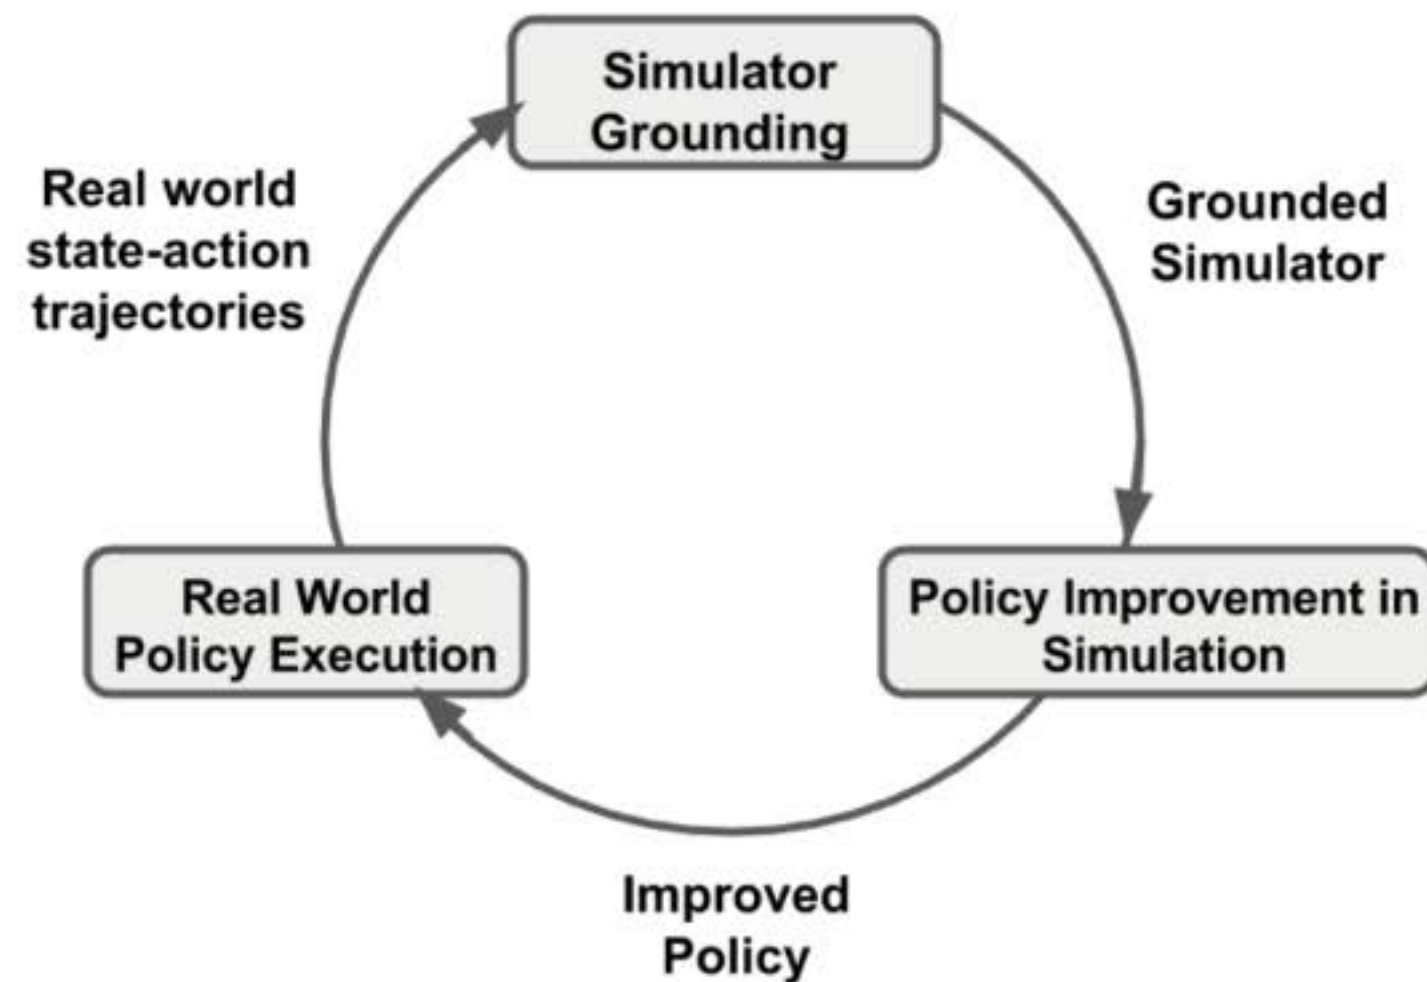 Simulator
Grounding
Real world
state-action
trajectories
Grounded
Simulator
Real World
Policy Execution
Policy Improvement in
Simulation
Improved
Policy